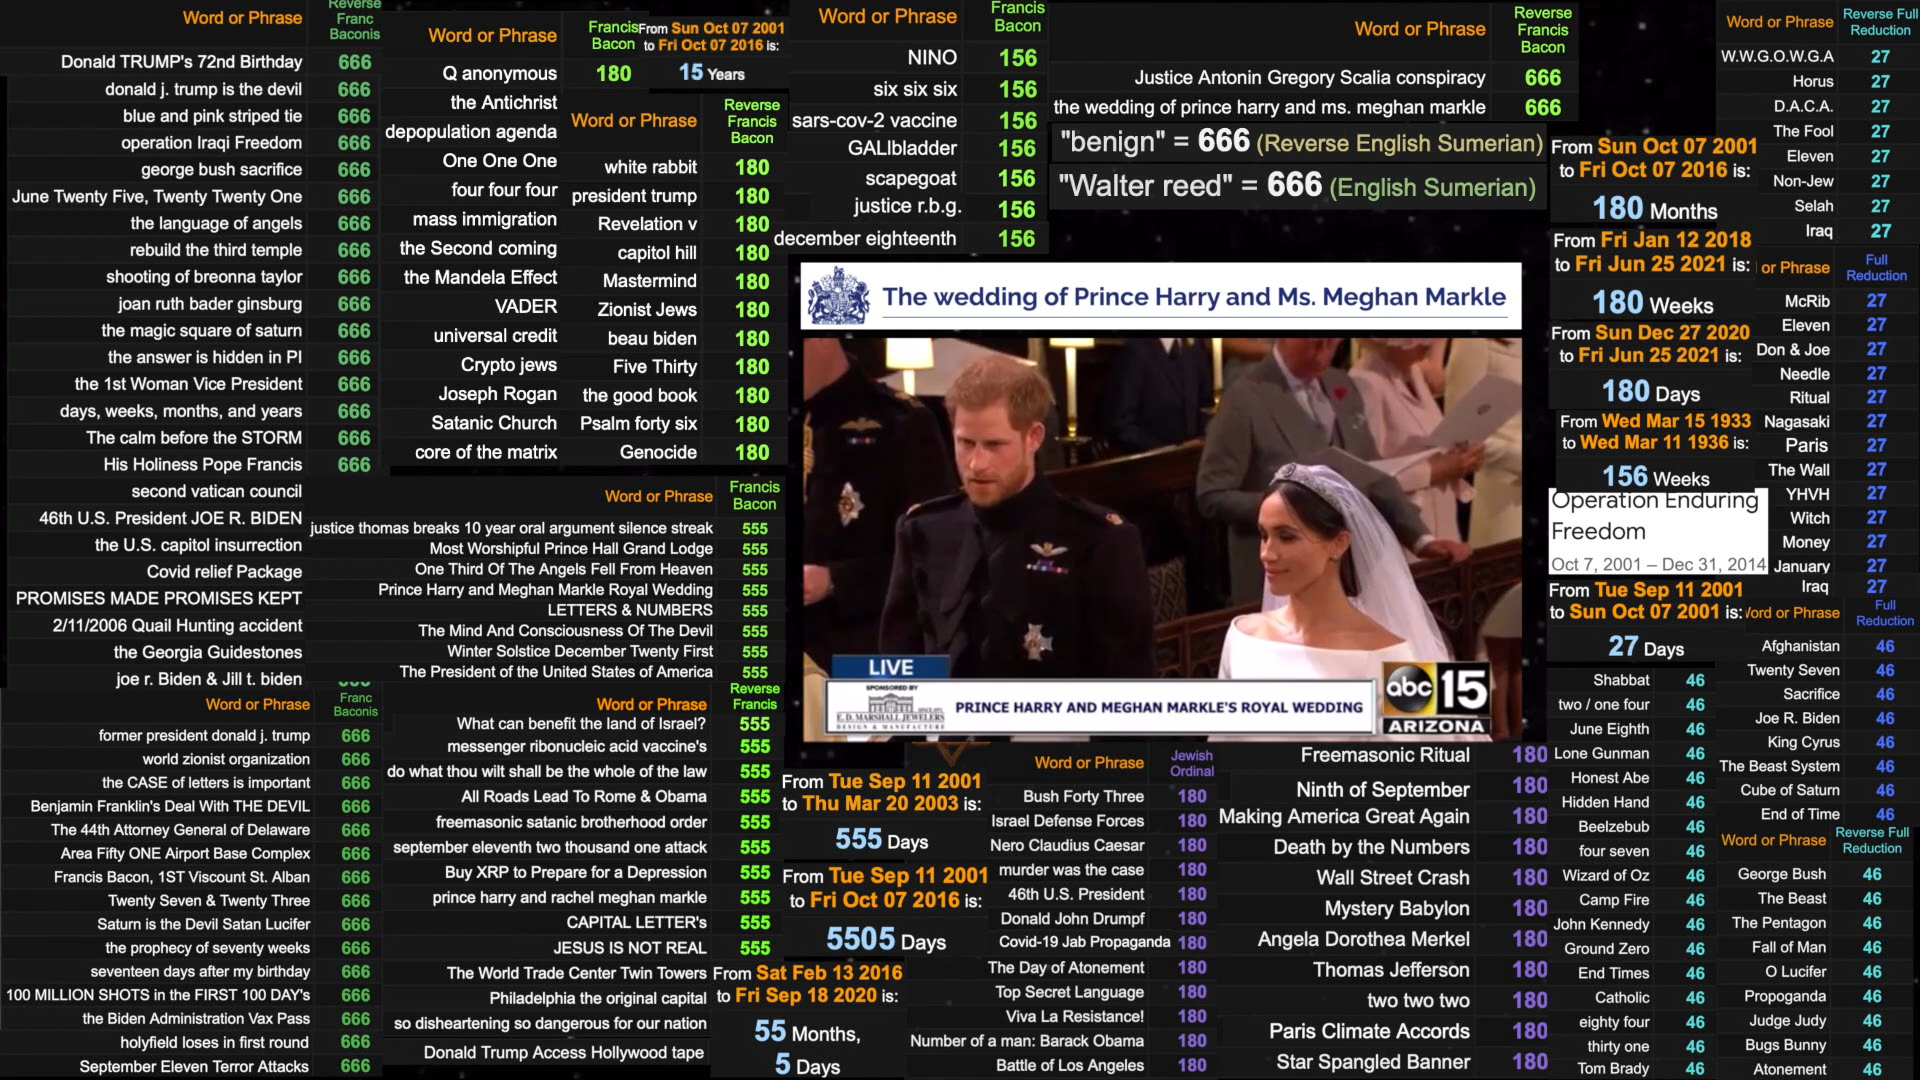 Word or Phrase
Reverse
Franc
Baconis
Donald TRUMP's 72nd Birthday 666
donald j. trump is the devil 666
blue and pink striped tie 666
operation Iraqi Freedom 666
george bush sacrifice 666
June Twenty Five, Twenty Twenty One 666
the language of angels 666
rebuild the third temple 666
shooting of breonna taylor 666
joan ruth bader ginsburg 666
the magic square of saturn 666
the answer is hidden in PI 666
the 1st Woman Vice President 666
days, weeks, months, and years 666
The calm before the STORM 666
His Holiness Pope Francis 666
second vatican council
46th U.S. President JOE R. BIDEN
the U.S. capitol insurrection
Covid relief Package
PROMISES MADE PROMISES KEPT
2/11/2006 Quail Hunting accident
the Georgia Guidestones
joe r. Biden & Jill t. biden
Word or Phrase
Franc
Baconis
former president donald j. trump 666
world zionist organization 666
the CASE of letters is important 666
Benjamin Franklin's Deal With THE DEVIL 666
The 44th Attorney General of Delaware 666
Area Fifty ONE Airport Base Complex 666
Francis Bacon, 1ST Viscount St. Alban 666
Twenty Seven & Twenty Three 666
Saturn is the Devil Satan Lucifer 666
the prophecy of seventy weeks 666
seventeen days after my birthday 666
100 MILLION SHOTS in the FIRST 100 DAY's 666
the Biden Administration Vax Pass 666
holyfield loses in first round 666
September Eleven Terror Attacks 666
Word or Phrase
Francis
Bacon
Q anonymous 180
the Antichrist
depopulation agenda
One One One
four four four
mass immigration
the Second coming
the Mandela Effect
VADER
universal credit
Crypto jews
Joseph Rogan
Satanic Church
core of the matrix
From Sun Oct 07 2001
to Fri Oct 07 2016 is:
15 Years
Word or Phrase
Reverse
Francis
Bacon
white rabbit 180
president trump 180
Revelation v 180
capitol hill 180
Mastermind 180
Zionist Jews 180
beau biden 180
Five Thirty 180
the good book 180
Psalm forty six 180
Genocide 180
Word or Phrase
Francis
Bacon
justice thomas breaks 10 year oral argument silence streak 555
Most Worshipful Prince Hall Grand Lodge 555
One Third Of The Angels Fell From Heaven 555
Prince Harry and Meghan Markle Royal Wedding 555
LETTERS & NUMBERS 555
The Mind And Consciousness Of The Devil 555
Winter Solstice December Twenty First 555
The President of the United States of America 555
Word or Phrase
Reverse
Francis
What can benefit the land of Israel? 555
messenger ribonucleic acid vaccine's 555
do what thou wilt shall be the whole of the law 555
All Roads Lead To Rome & Obama 555
freemasonic satanic brotherhood order 555
september eleventh two thousand one attack 555
Buy XRP to Prepare for a Depression 555
prince harry and rachel meghan markle 555
CAPITAL LETTER's 555
JESUS IS NOT REAL 555
The World Trade Center Twin Towers
Philadelphia the original capital
so disheartening so dangerous for our nation
Donald Trump Access Hollywood tape
Word or Phrase
Francis
Bacon
NINO 156
six six six 156
sars-cov-2 vaccine 156
GALlbladder 156
scapegoat 156
justice r.b.g. 156
december eighteenth 156
Word or Phrase
Reverse
Francis
Bacon
Justice Antonin Gregory Scalia conspiracy 666
the wedding of prince harry and ms. meghan markle 666
"benign" = 666 (Reverse English Sumerian)
"Walter reed" = 666 (English Sumerian)
The wedding of Prince Harry and Ms. Meghan Markle
LIVE
SPONSORED BY
E. D. MARSHALL JEWELERS
DESIGN & MANUFACTURE
PRINCE HARRY AND MEGHAN MARKLE'S ROYAL WEDDING
abc 15
ARIZONA
From Tue Sep 11 2001
to Thu Mar 20 2003 is:
555 Days
From Tue Sep 11 2001
to Fri Oct 07 2016 is:
5505 Days
From Sat Feb 13 2016
to Fri Sep 18 2020 is:
55 Months,
5 Days
Word or Phrase
Jewish
Ordinal
Bush Forty Three 180
Israel Defense Forces 180
Nero Claudius Caesar 180
murder was the case 180
46th U.S. President 180
Donald John Drumpf 180
Covid-19 Jab Propaganda 180
The Day of Atonement 180
Top Secret Language 180
Viva La Resistance! 180
Number of a man: Barack Obama 180
Battle of Los Angeles 180
Freemasonic Ritual 180
Ninth of September 180
Making America Great Again 180
Death by the Numbers 180
Wall Street Crash 180
Mystery Babylon 180
Angela Dorothea Merkel 180
Thomas Jefferson 180
two two two 180
Paris Climate Accords 180
Star Spangled Banner 180
From Sun Oct 07 2001
to Fri Oct 07 2016 is:
180 Months
From Fri Jan 12 2018
to Fri Jun 25 2021 is:
180 Weeks
From Sun Dec 27 2020
to Fri Jun 25 2021 is:
180 Days
From Wed Mar 15 1933
to Wed Mar 11 1936 is:
156 Weeks
Operation Enduring
Freedom
Oct 7, 2001 – Dec 31, 2014
From Tue Sep 11 2001
to Sun Oct 07 2001 is:
27 Days
Shabbat 46
two / one four 46
June Eighth 46
Lone Gunman 46
Honest Abe 46
Hidden Hand 46
Beelzebub 46
four seven 46
Wizard of Oz 46
Camp Fire 46
John Kennedy 46
Ground Zero 46
End Times 46
Catholic 46
eighty four 46
thirty one 46
Tom Brady 46
Word or Phrase
Reverse Full
Reduction
W.W.G.O.W.G.A 27
Horus 27
D.A.C.A. 27
The Fool 27
Eleven 27
Non-Jew 27
Selah 27
Iraq 27
or Phrase
Full
Reduction
McRib 27
Eleven 27
Don & Joe 27
Needle 27
Ritual 27
Nagasaki 27
Paris 27
The Wall 27
YHVH 27
Witch 27
Money 27
January 27
Iraq 27
Word or Phrase
Full
Reduction
Afghanistan 46
Twenty Seven 46
Sacrifice 46
Joe R. Biden 46
King Cyrus 46
The Beast System 46
Cube of Saturn 46
End of Time 46
Word or Phrase
Reverse Full
Reduction
George Bush 46
The Beast 46
The Pentagon 46
Fall of Man 46
O Lucifer 46
Propoganda 46
Judge Judy 46
Bugs Bunny 46
Atonement 46